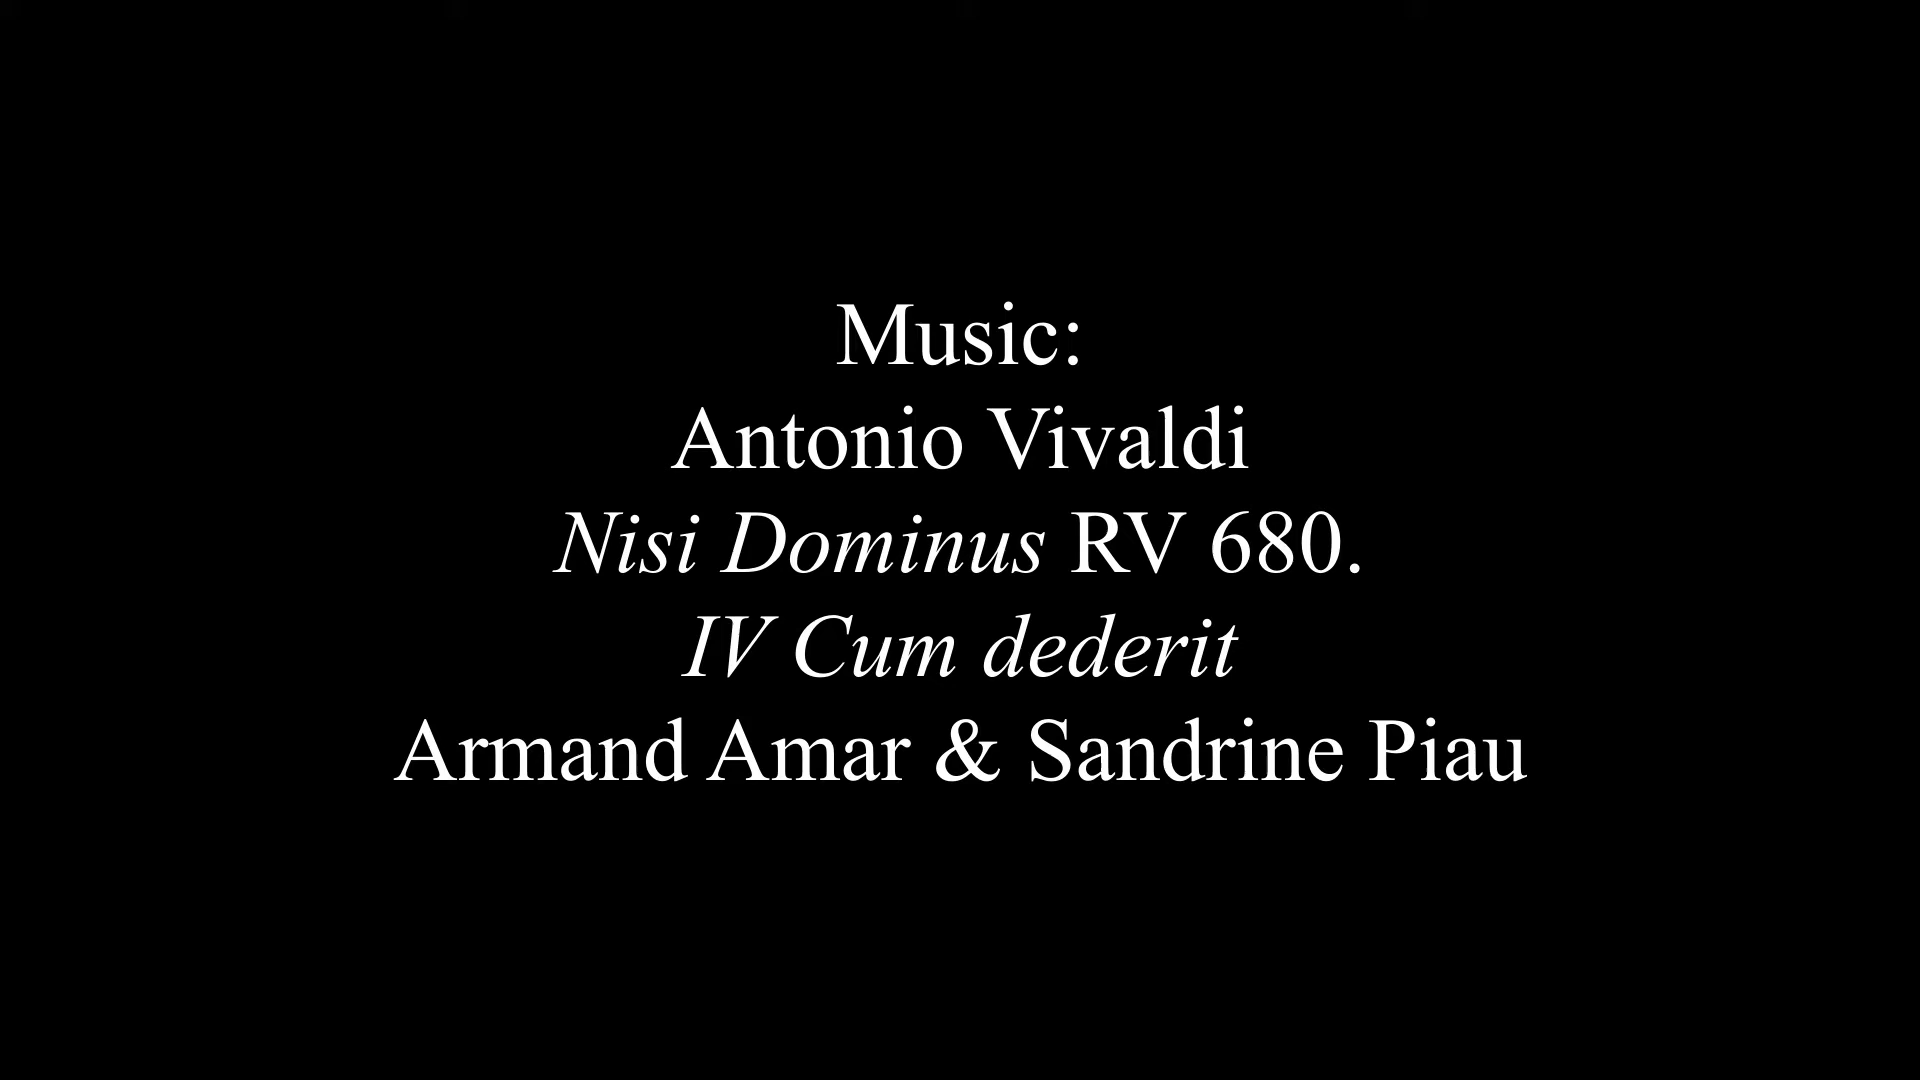 Music:
Antonio Vivaldi
Nisi Dominus RV 680.
IV Cum dederit
Armand Amar & Sandrine Piau